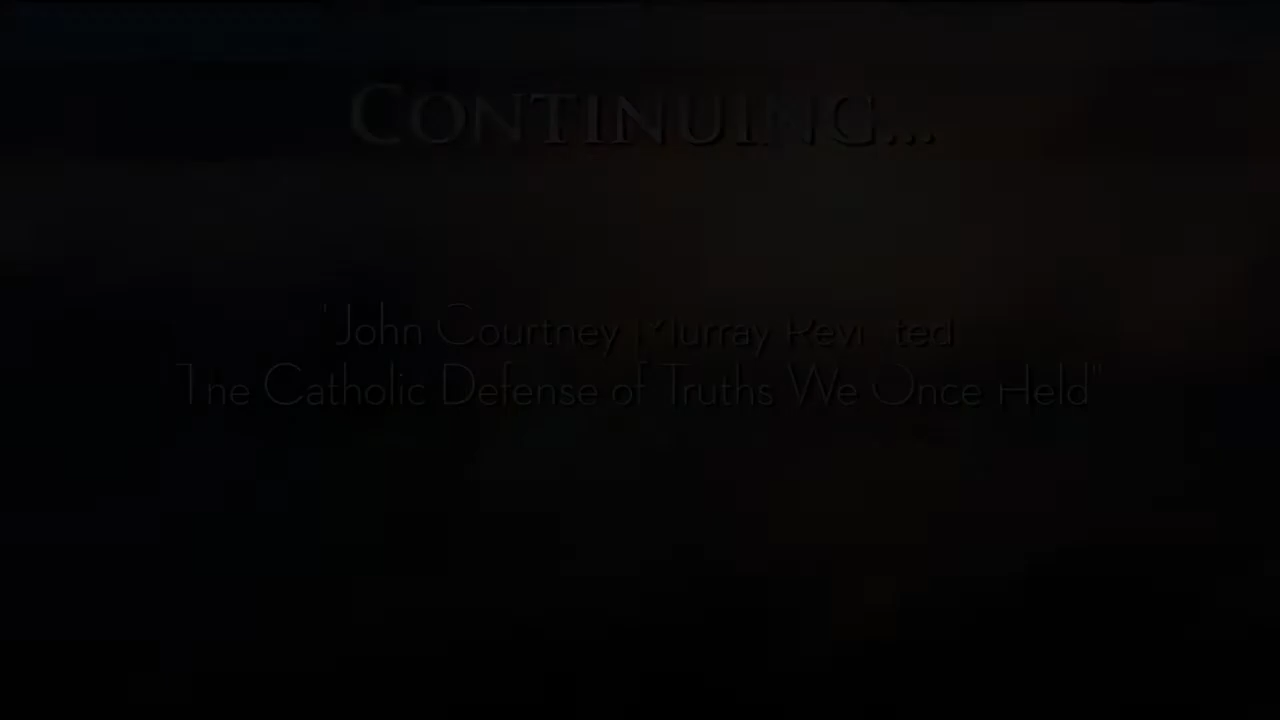 CONTINUING...
"John Courtney Murray Revisited
The Catholic Defense of Truths We Once Held"